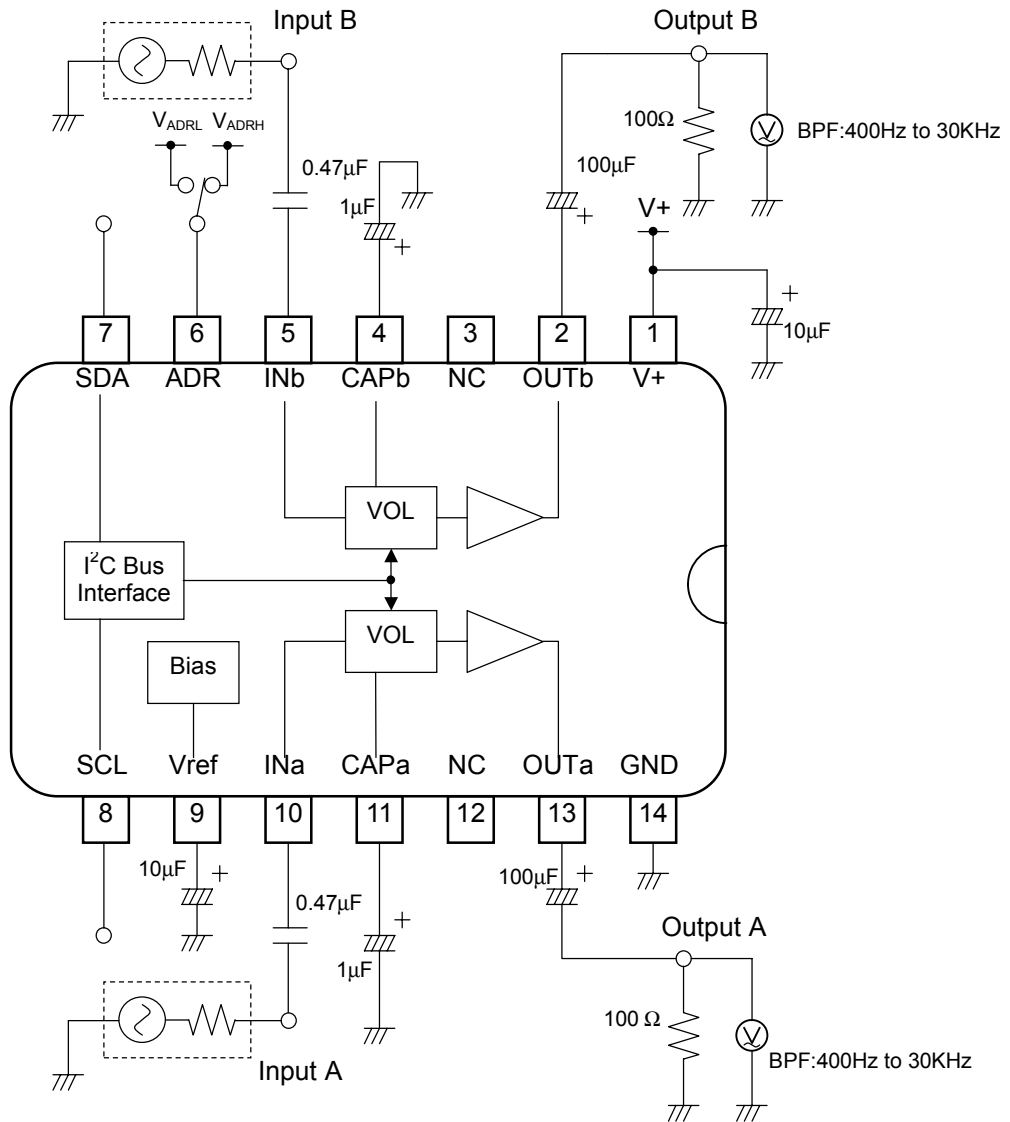 Input B
Output B
V_ADRL V_ADRH
100Ω
BPF:400Hz to 30KHz
0.47µF
100µF
1µF
+
+
V+
+
10µF
7 6 5 4 3 2 1
SDA ADR INb CAPb NC OUTb V+
VOL
I²C Bus
Interface
VOL
Bias
SCL Vref INa CAPa NC OUTa GND
8 9 10 11 12 13 14
10µF +
100µF +
0.47µF
+
1µF
Output A
100 Ω
BPF:400Hz to 30KHz
Input A
V
V